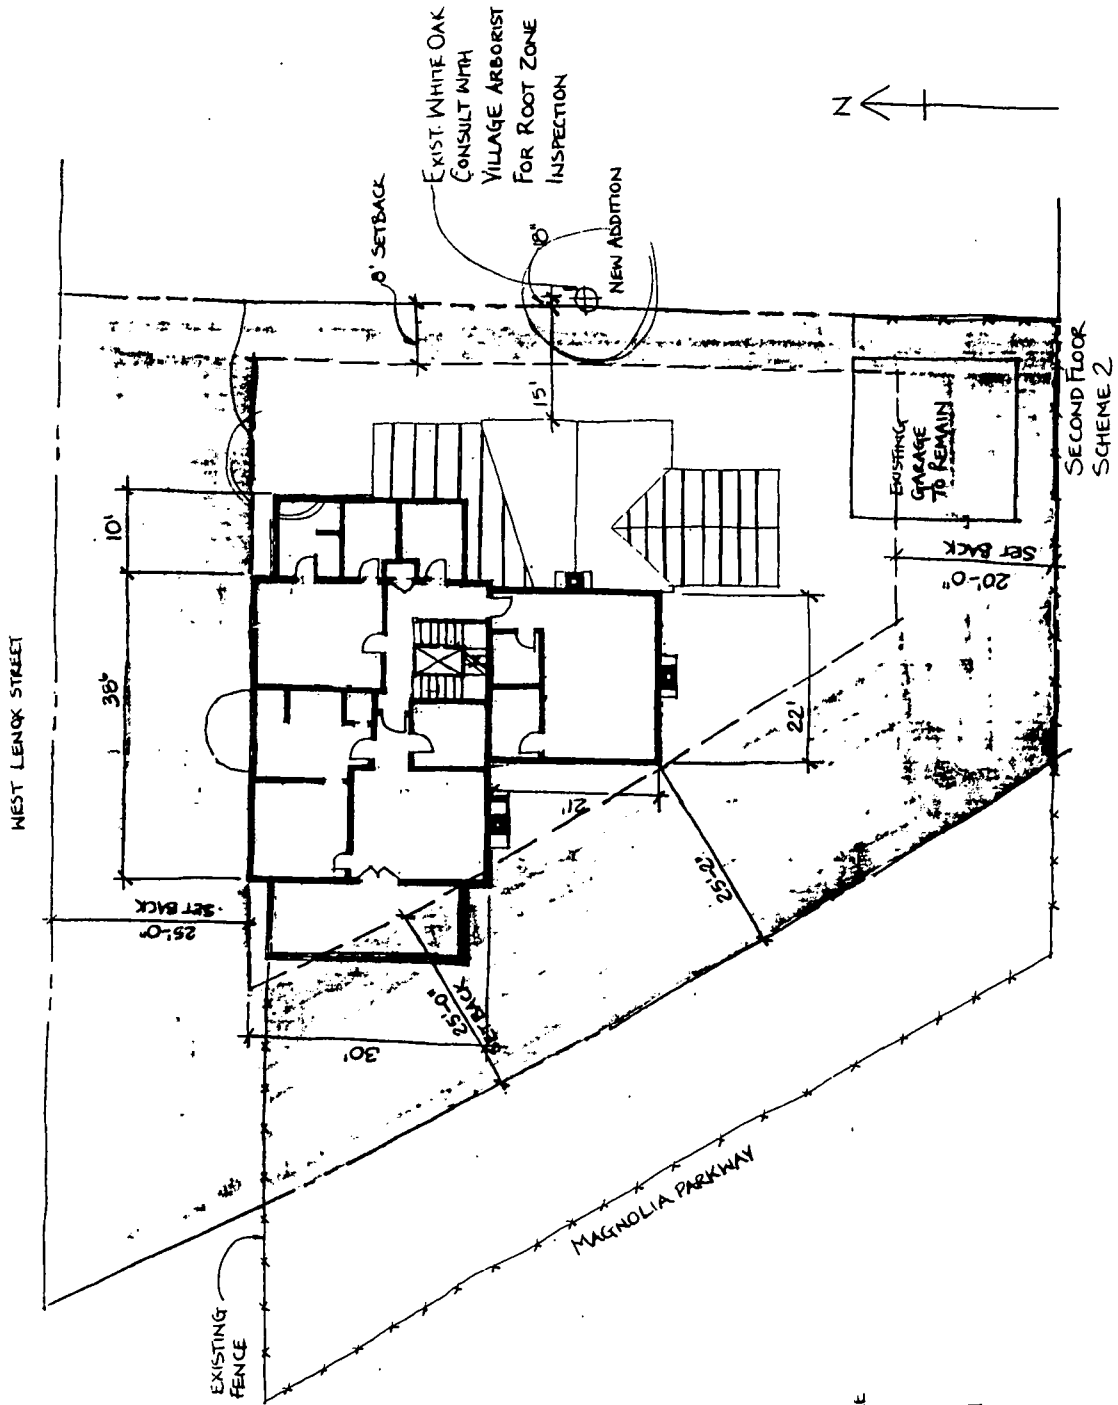 WEST LENOX STREET
EXIST. WHITE OAK
CONSULT WITH
VILLAGE ARBORIST
FOR ROOT ZONE
INSPECTION
8' SETBACK
18"
NEW ADDITION
N
10'
15'
25'-0"
SET BACK
30'
25'-0"
SET BACK
21'
25'-2"
22'
EXISTING
GARAGE
TO REMAIN
20'-0"
SET BACK
EXISTING
FENCE
MAGNOLIA PARKWAY
SECOND FLOOR
SCHEME 2